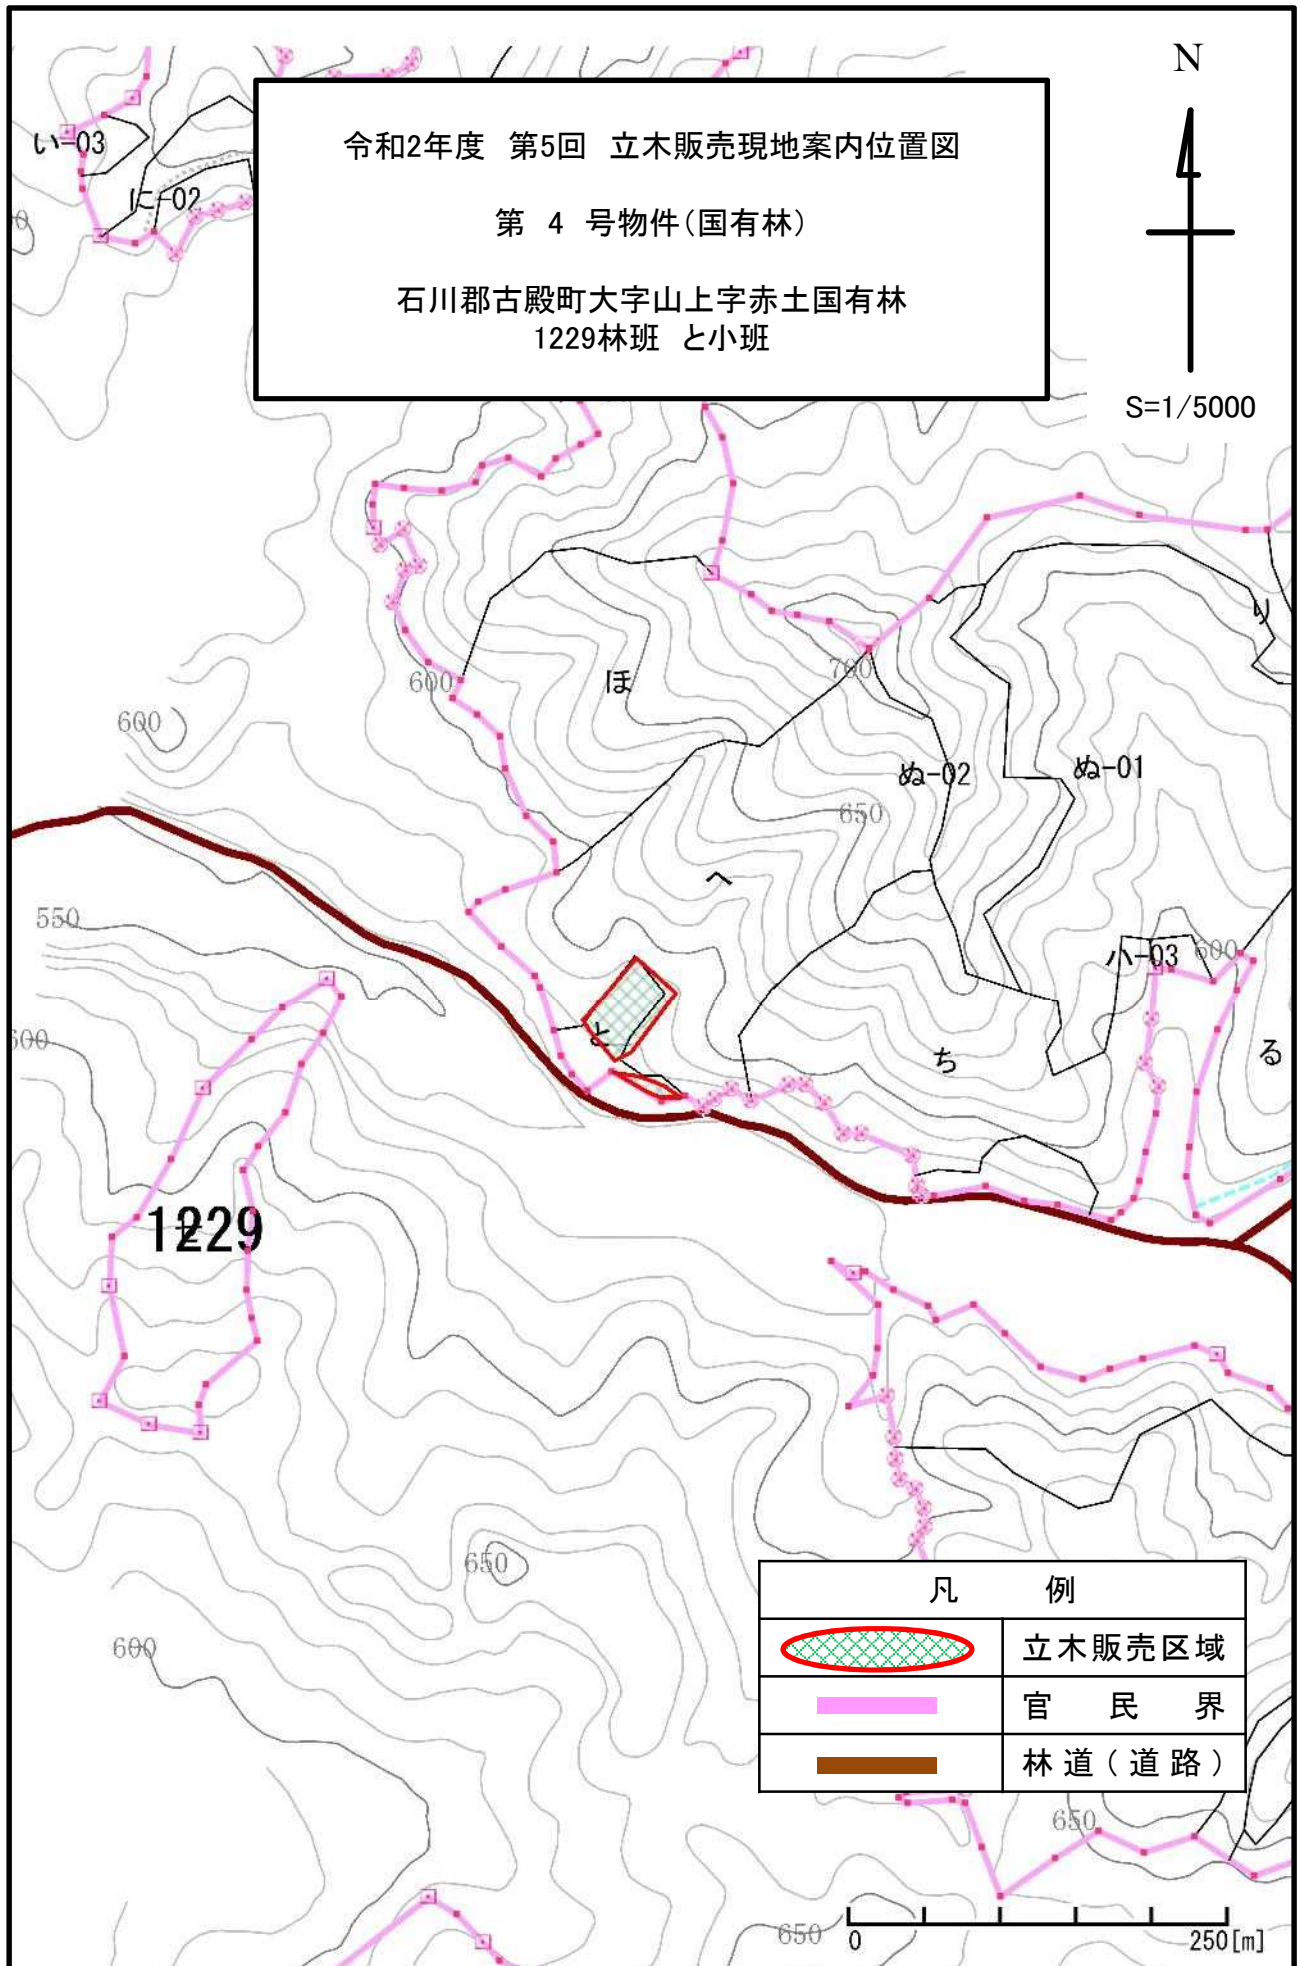 N
い-03
に-02
令和2年度 第5回 立木販売現地案内位置図
第 4 号物件(国有林)
石川郡古殿町大字山上字赤土国有林
1229林班 と小班
S=1/5000
り
ほ
700
600
600
ぬ-02
ぬ-01
650
へ
550
ハ-03
600
600
と
ち
る
1229
650
600
凡 例
立木販売区域
官 民 界
林道(道路)
650
650
0
250[m]